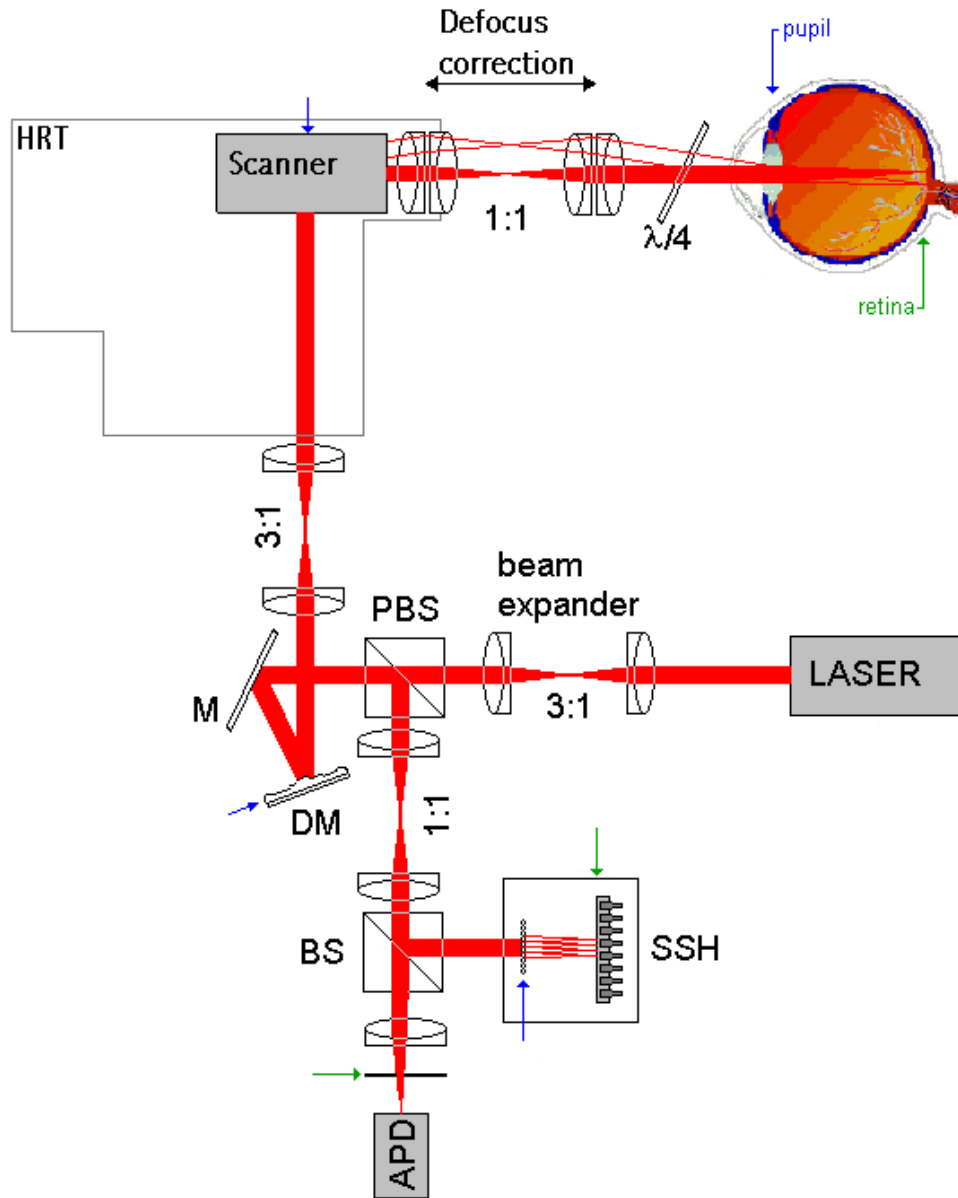 Defocus
correction
pupil
HRT
Scanner
1:1
λ/4
retina
3:1
beam
expander
PBS
LASER
M
3:1
DM
1:1
BS
SSH
APD